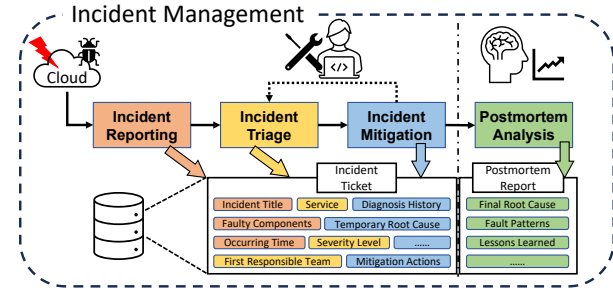 Incident Management
Cloud
</>
Incident
Reporting
Incident
Triage
Incident
Mitigation
Postmortem
Analysis
Incident
Ticket
Postmortem
Report
Incident Title
Service
Diagnosis History
Final Root Cause
Faulty Components
Temporary Root Cause
Fault Patterns
Occurring Time
Severity Level
......
Lessons Learned
First Responsible Team
Mitigation Actions
......